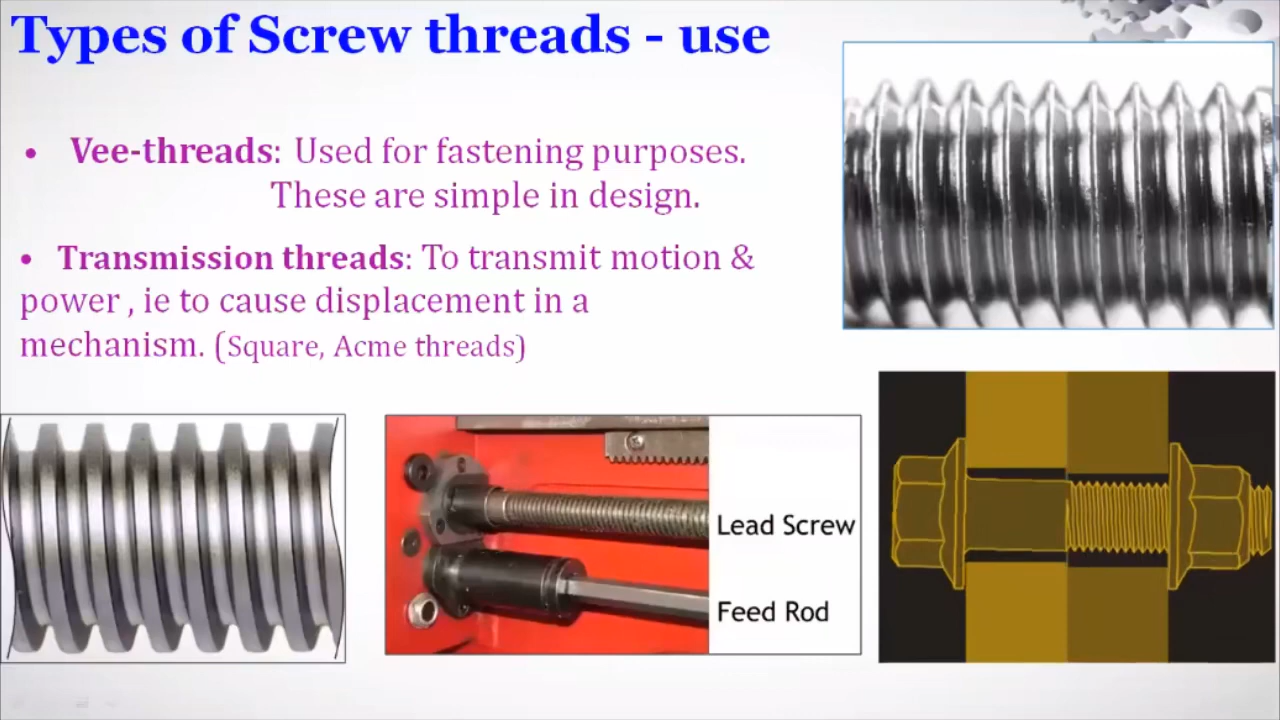 Types of Screw threads - use
• Vee-threads: Used for fastening purposes.
These are simple in design.
• Transmission threads: To transmit motion &
power , ie to cause displacement in a
mechanism. (Square, Acme threads)
Lead Screw
Feed Rod